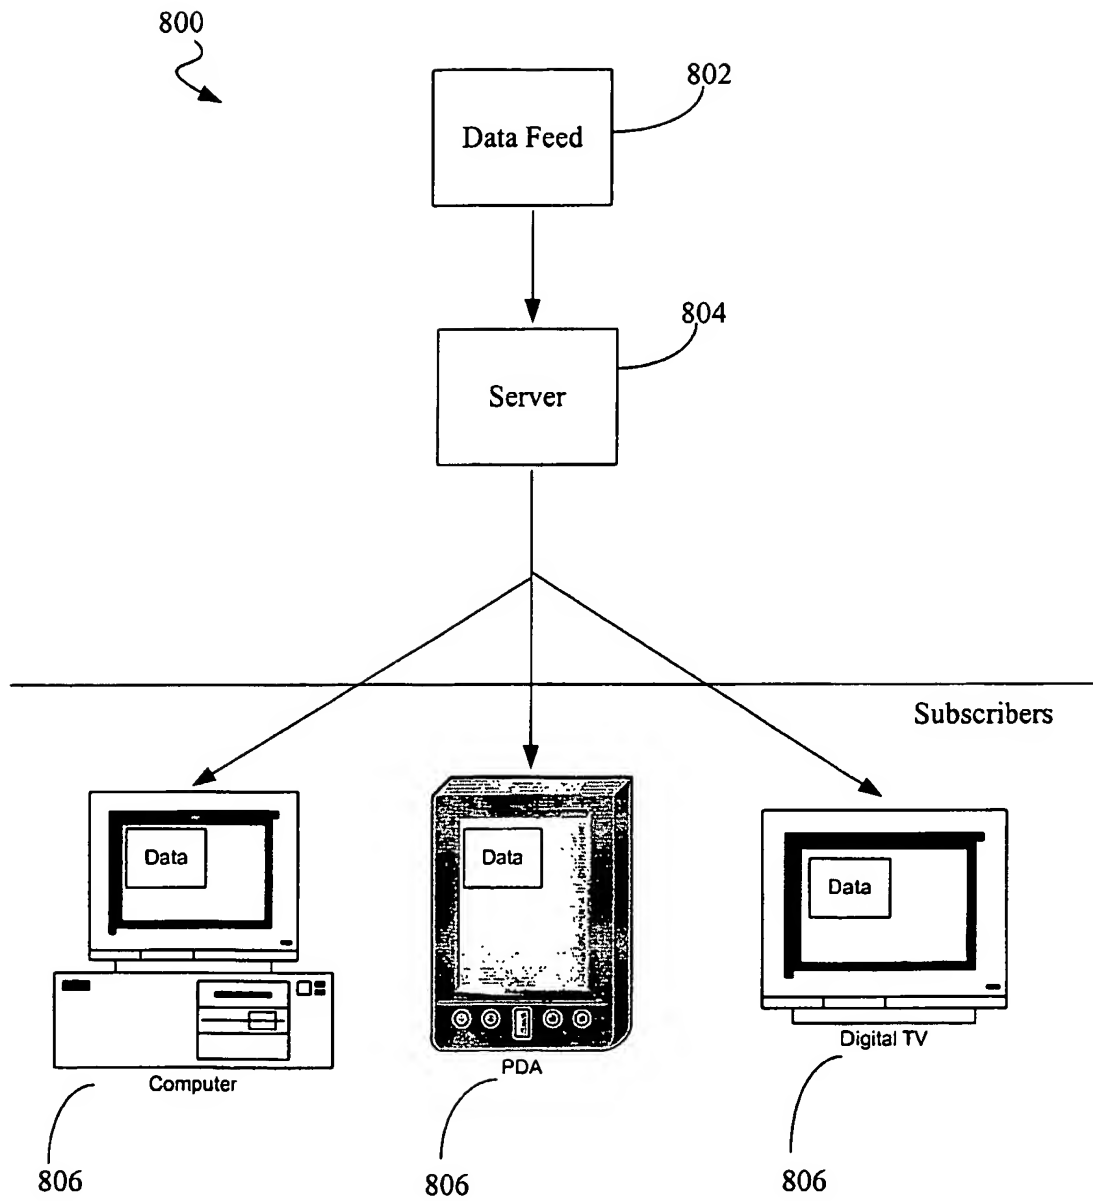 800
802
Data Feed
804
Server
Subscribers
Data
Data
Data
Digital TV
PDA
Computer
806
806
806